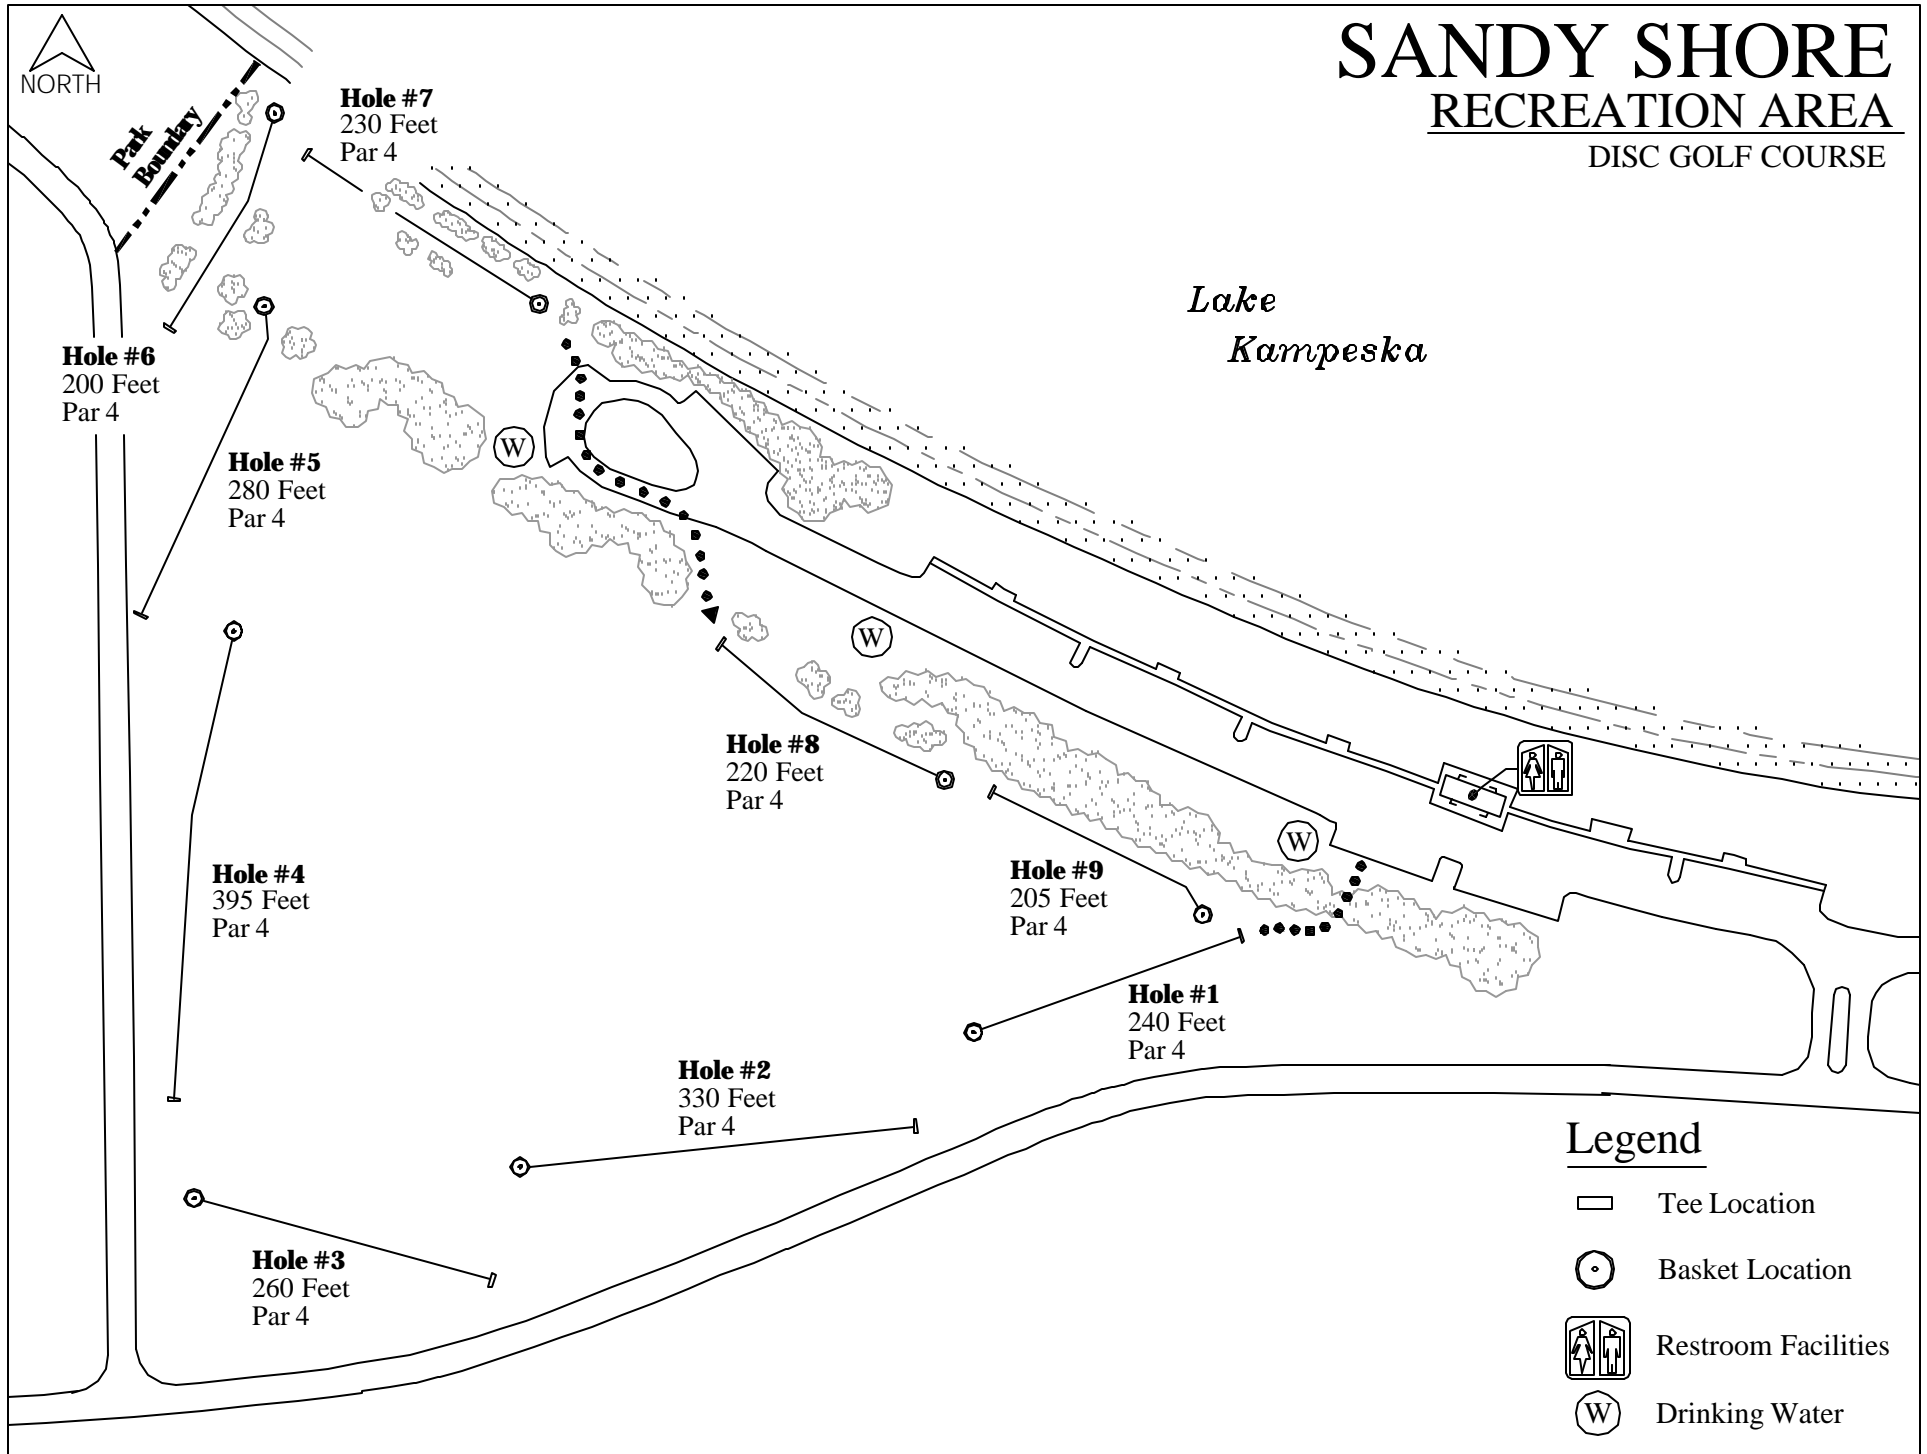 SANDY SHORE
RECREATION AREA
DISC GOLF COURSE
NORTH
Park
Boundary
Hole #7
230 Feet
Par 4
Lake
Kampeska
Hole #6
200 Feet
Par 4
Hole #5
280 Feet
Par 4
W
W
Hole #8
220 Feet
Par 4
W
Hole #4
395 Feet
Par 4
Hole #9
205 Feet
Par 4
Hole #1
240 Feet
Par 4
Hole #2
330 Feet
Par 4
Hole #3
260 Feet
Par 4
Legend
Tee Location
Basket Location
Restroom Facilities
W Drinking Water